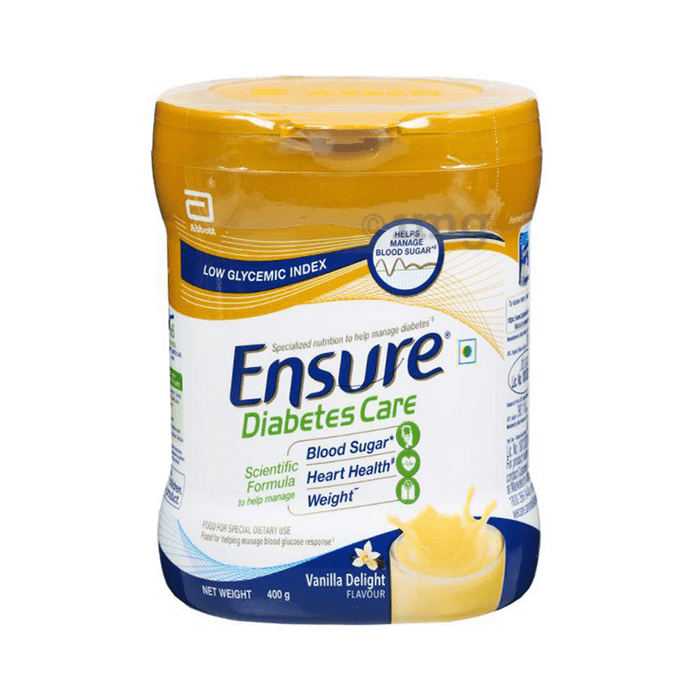 Abbott
LOW GLYCEMIC INDEX
HELPS
MANAGE
BLOOD SUGAR
1mg
Specialized nutrition to help manage diabetes
Ensure®
Diabetes Care
Scientific
Formula
to help manage
Blood Sugar
Heart Health
Weight
FOOD FOR SPECIAL DIETARY USE
Food for helping manage blood glucose response
Vanilla Delight
FLAVOUR
NET WEIGHT 400 g